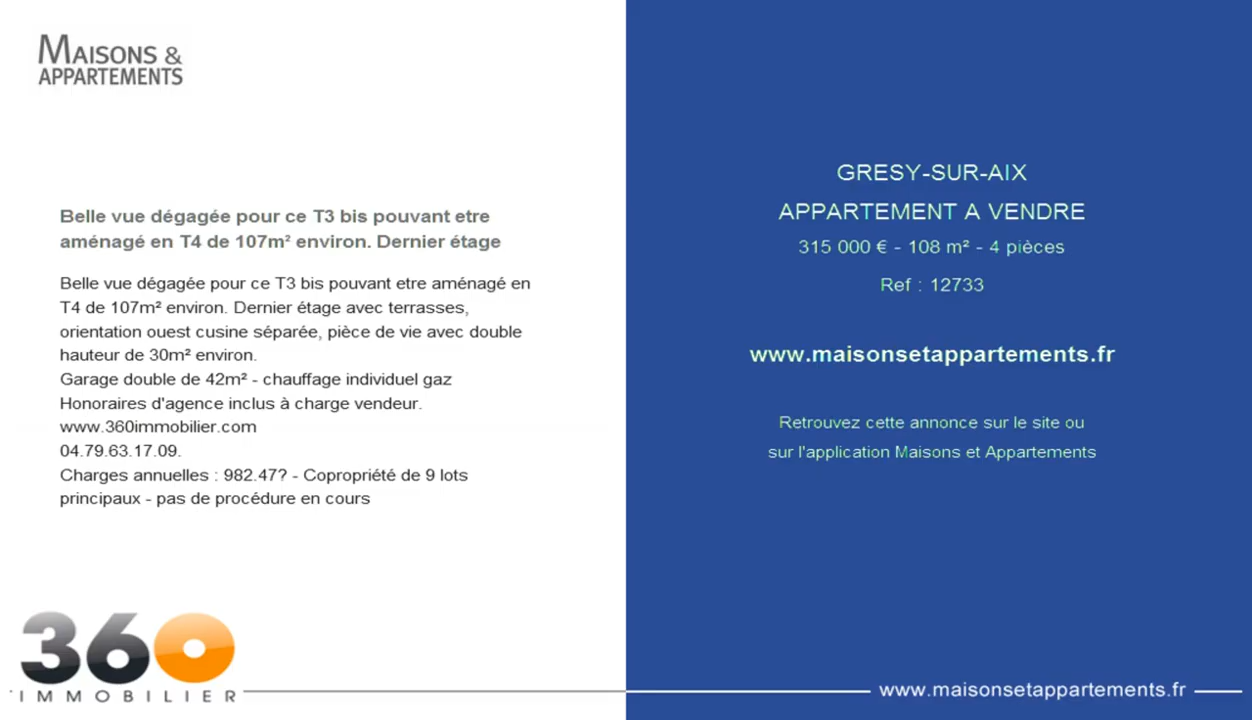 MAISONS &
APPARTEMENTS
Belle vue dégagée pour ce T3 bis pouvant etre
aménagé en T4 de 107m² environ. Dernier étage
Belle vue dégagée pour ce T3 bis pouvant etre aménagé en
T4 de 107m² environ. Dernier étage avec terrasses,
orientation ouest cusine séparée, pièce de vie avec double
hauteur de 30m² environ.
Garage double de 42m² - chauffage individuel gaz
Honoraires d'agence inclus à charge vendeur.
www.360immobilier.com
04.79.63.17.09.
Charges annuelles : 982.47? - Copropriété de 9 lots
principaux - pas de procédure en cours
360
IMMOBILIER
GRESY-SUR-AIX
APPARTEMENT A VENDRE
315 000 € - 108 m² - 4 pièces
Ref : 12733
www.maisonsetappartements.fr
Retrouvez cette annonce sur le site ou
sur l'application Maisons et Appartements
www.maisonsetappartements.fr